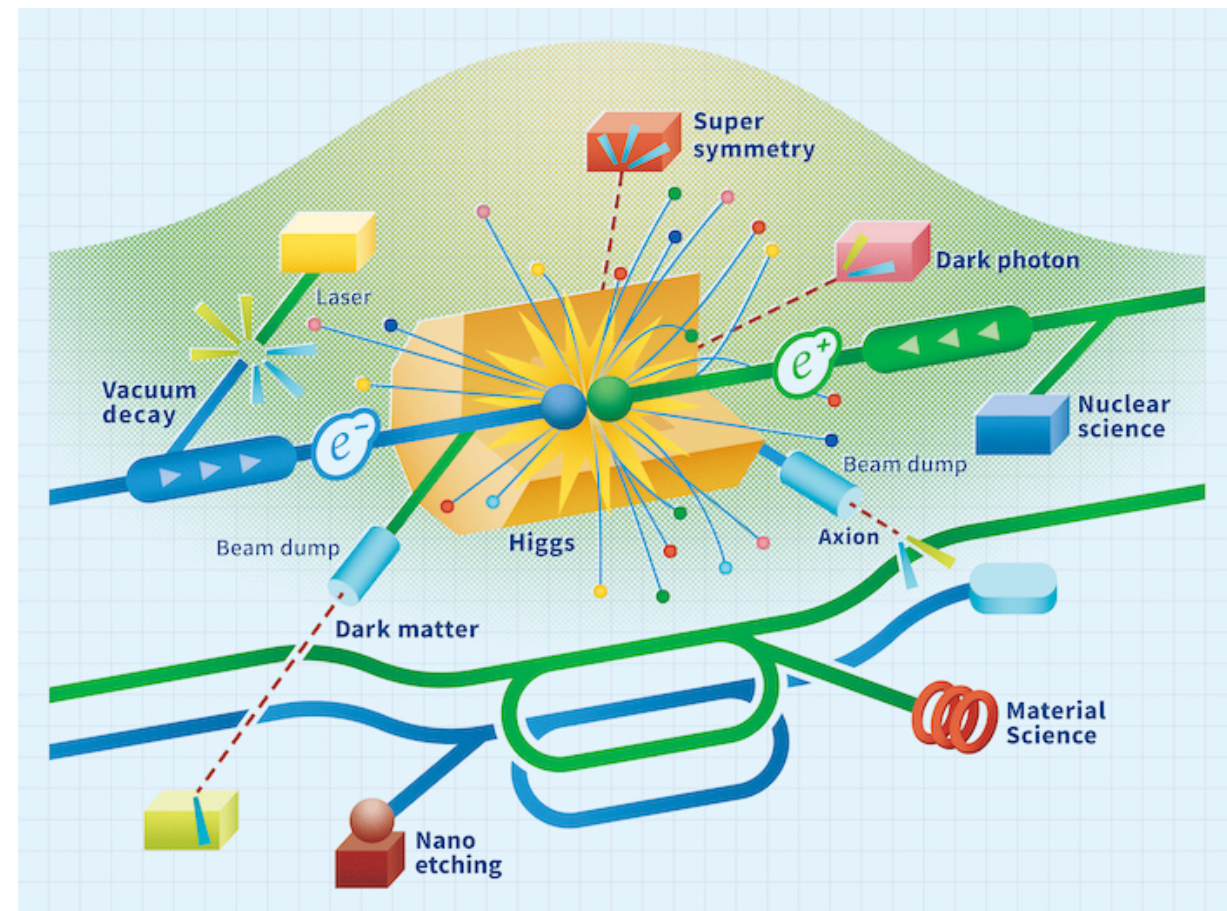 Super
symmetry
Dark photon
Laser
Vacuum
decay
e⁺
e⁻
Nuclear
science
Beam dump
Axion
Higgs
Beam dump
Dark matter
Material
Science
Nano
etching